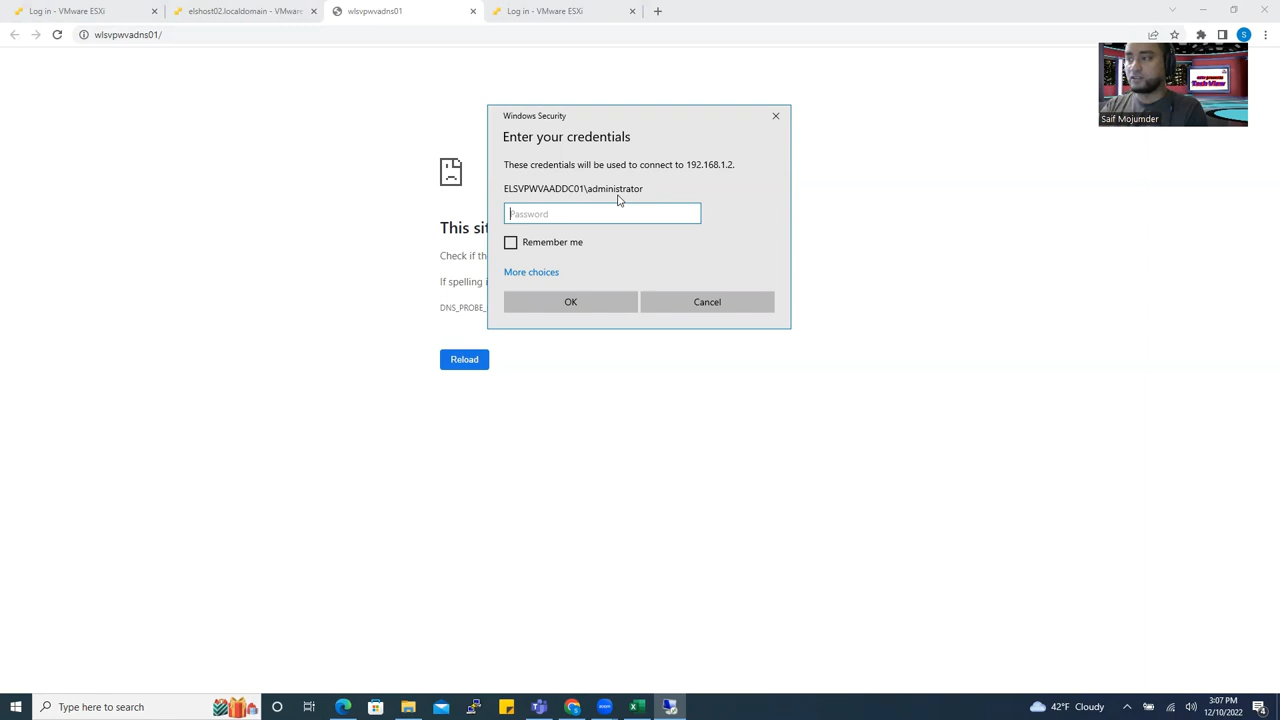 Log in - VMware ESXi
elshost02.localdomain - VMware
wlsvpwvadns01
Log in - VMware ESXi
wlsvpwvadns01/
S
Saif Mojumder
Windows Security
Enter your credentials
These credentials will be used to connect to 192.168.1.2.
ELSVPWVAADDC01\administrator
Password
Remember me
More choices
OK
Cancel
This sit
Check if th
If spelling i
DNS_PROBE_
Reload
Type here to search
zoom
42°F Cloudy
3:07 PM
12/10/2022
4